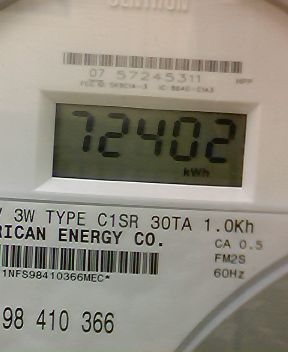 CENTRON
07 57245311
72402
kWh
3W TYPE C1SR 30TA 1.0Kh
RICAN ENERGY CO.
CA 0.5
FM2S
60Hz
1NFS98410366MEC*
98 410 366